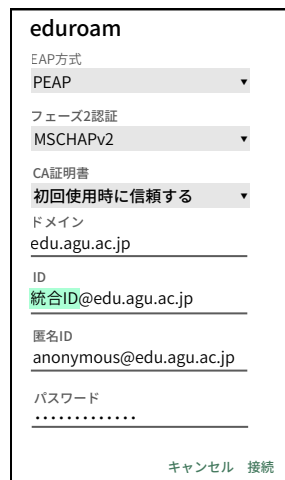 eduroam
EAP方式
PEAP
フェーズ2認証
MSCHAPv2
CA証明書
初回使用時に信頼する
ドメイン
edu.agu.ac.jp
ID
統合ID@edu.agu.ac.jp
匿名ID
anonymous@edu.agu.ac.jp
パスワード
•••••••••••••
キャンセル 接続